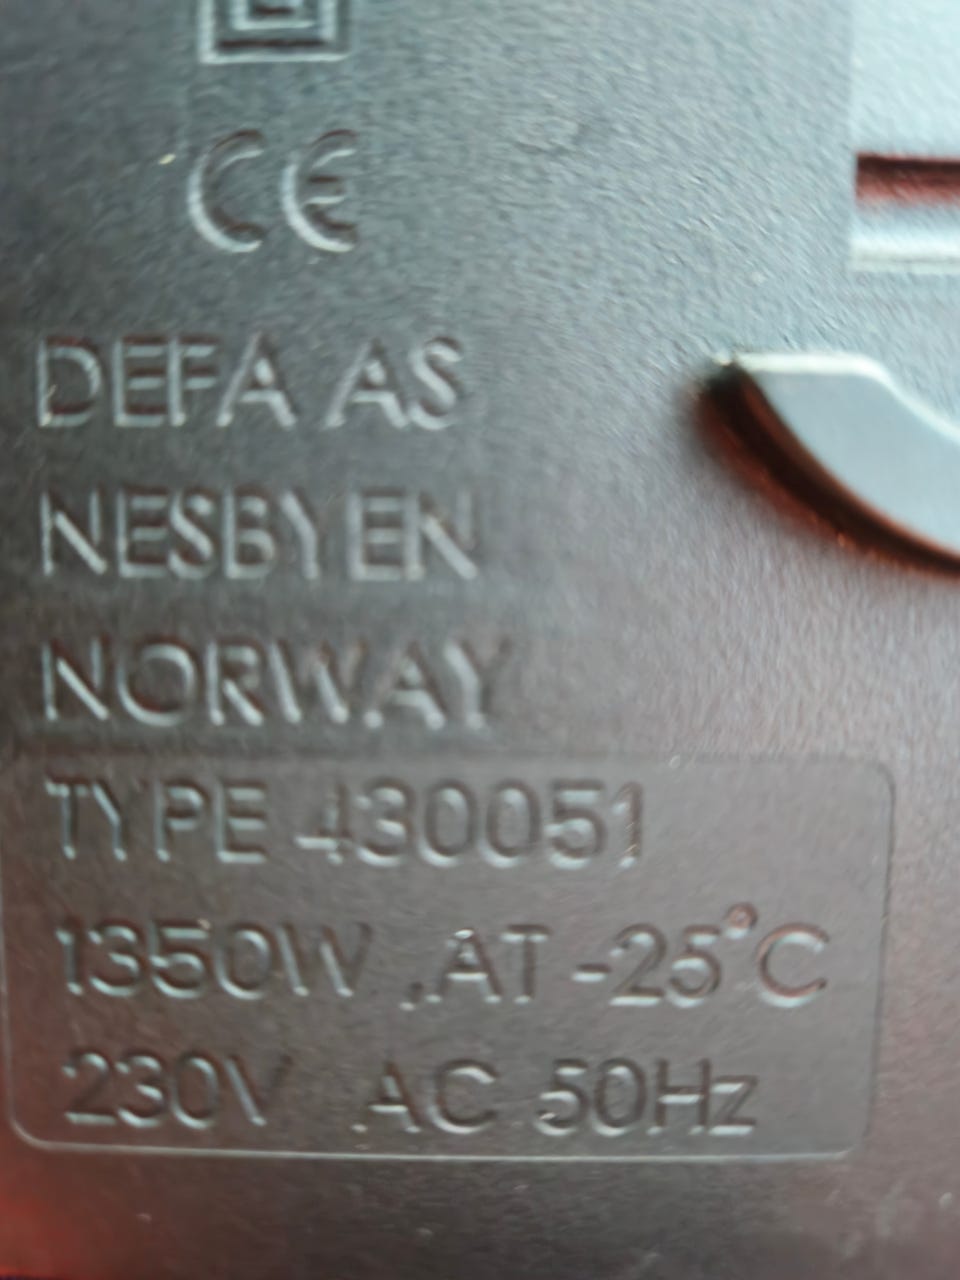 CE
DEFA AS
NESBYEN
NORWAY
TYPE 430051
1350W ,AT -25°C
230V AC 50Hz